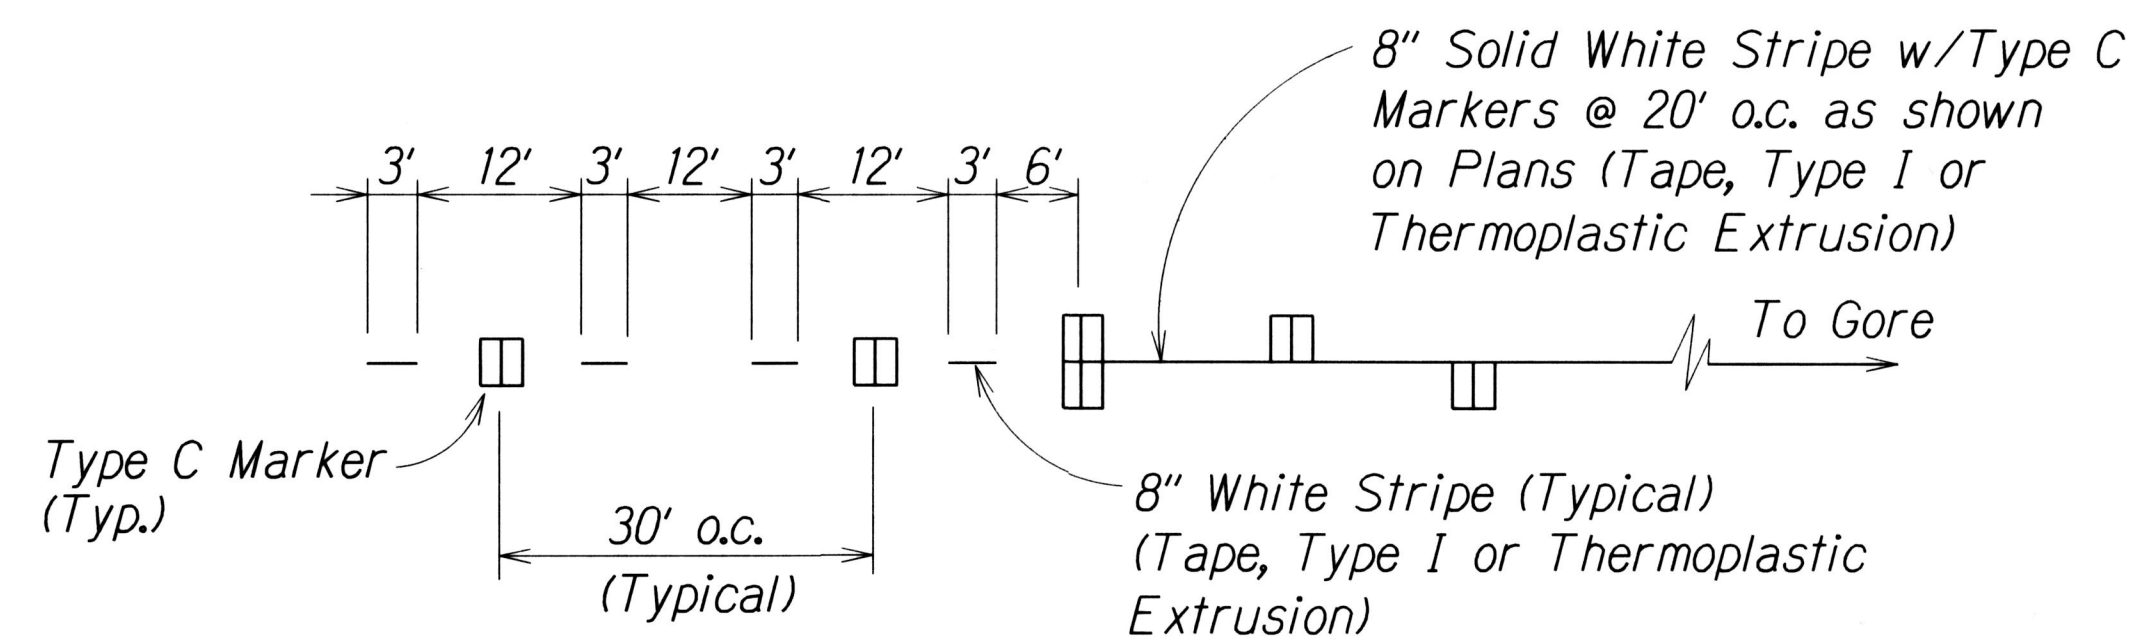 8" Solid White Stripe w/Type C
Markers @ 20' o.c. as shown
on Plans (Tape, Type I or
Thermoplastic Extrusion)
3' 12' 3' 12' 3' 12' 3' 6'
To Gore
Type C Marker
(Typ.)
30' o.c.
(Typical)
8" White Stripe (Typical)
(Tape, Type I or Thermoplastic
Extrusion)